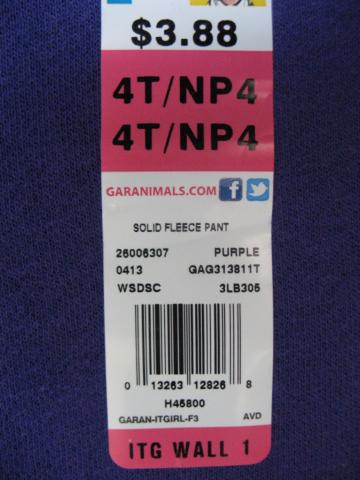 $3.88
4T/NP4
4T/NP4
GARANIMALS.COM
SOLID FLEECE PANT
26006307 PURPLE
0413 GAG313811T
WSDSC 3LB305
0 13263 12826 8
H45800
GARAN-ITGIRL-F3 AVD
ITG WALL 1